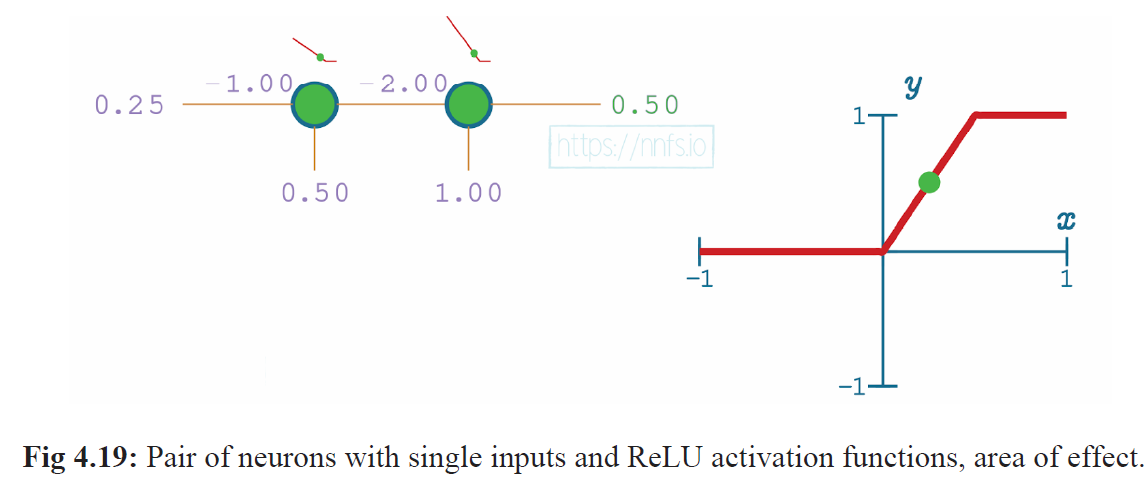 -1.00
-2.00
0.25
0.50
https://nnfs.io
0.50
1.00
y
1
x
-1
1
-1
Fig 4.19: Pair of neurons with single inputs and ReLU activation functions, area of effect.